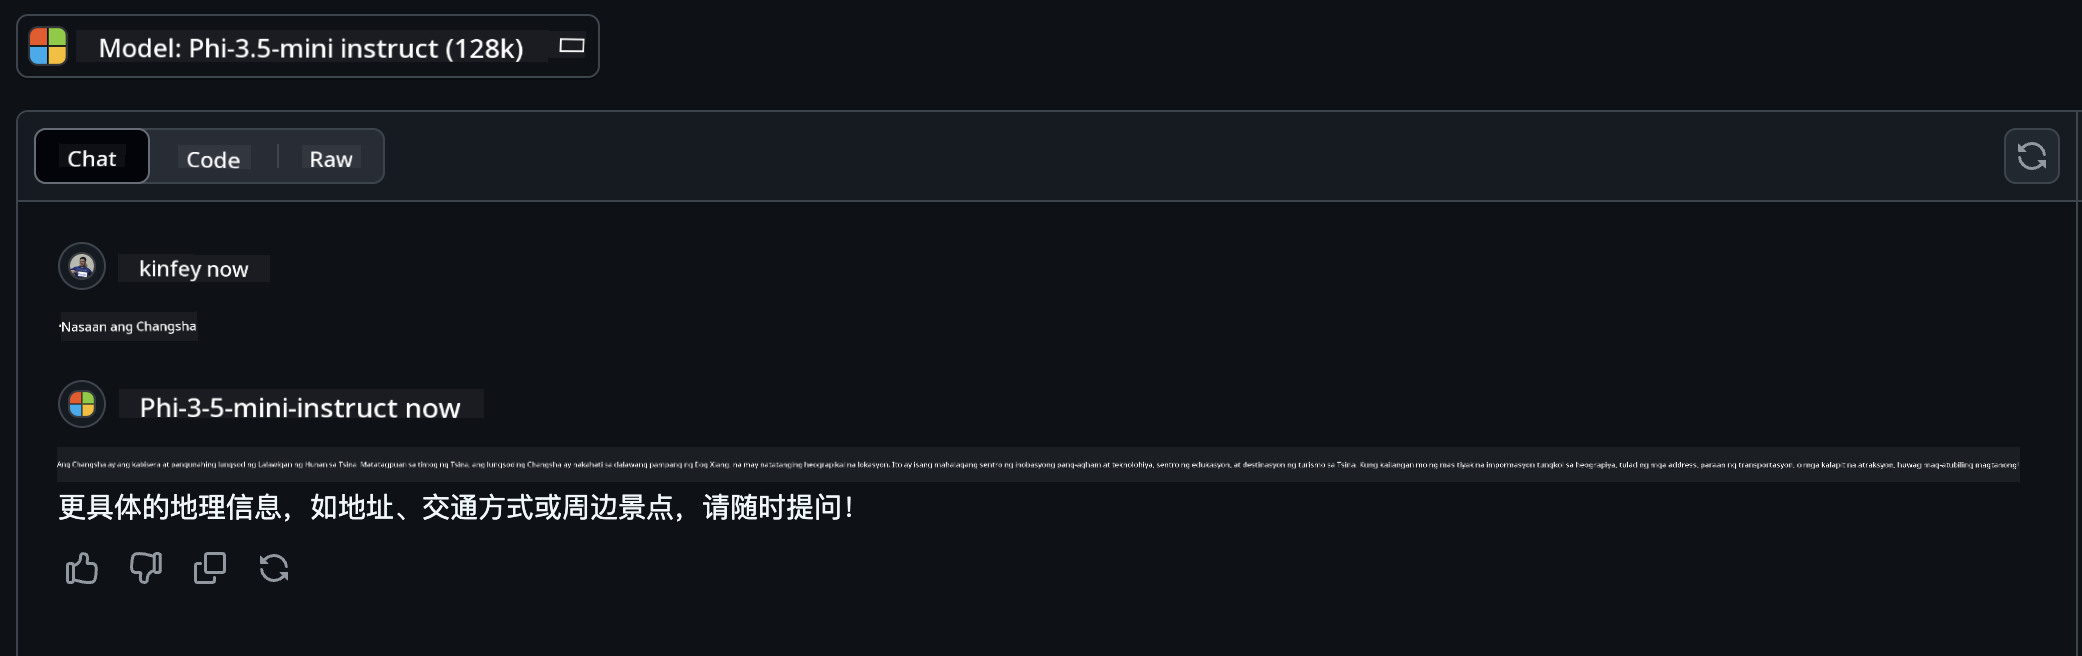 Model: Phi-3.5-mini instruct (128k)
Chat
Code
Raw
kinfey now
Nasaan ang Changsha
Phi-3-5-mini-instruct now
Ang Changsha ay ang kabisera at pangunahing lungsod ng Lalawigan ng Hunan sa Tsina. Matatagpuan sa timog ng Tsina, ang lungsod ng Changsha ay nakahati sa dalawang pampang ng Ilog Xiang, na may natatanging heograpikal na lokasyon. Ito ay isang mahalagang sentro ng inobasyong pang-agham at teknolohiya, sentro ng edukasyon, at destinasyon ng turismo sa Tsina. Kung kailangan mo ng mas tiyak na impormasyon tungkol sa heograpiya, tulad ng mga address, paraan ng transportasyon, o mga kalapit na atraksyon, huwag mag-atubiling magtanong!
更具体的地理信息，如地址、交通方式或周边景点，请随时提问！